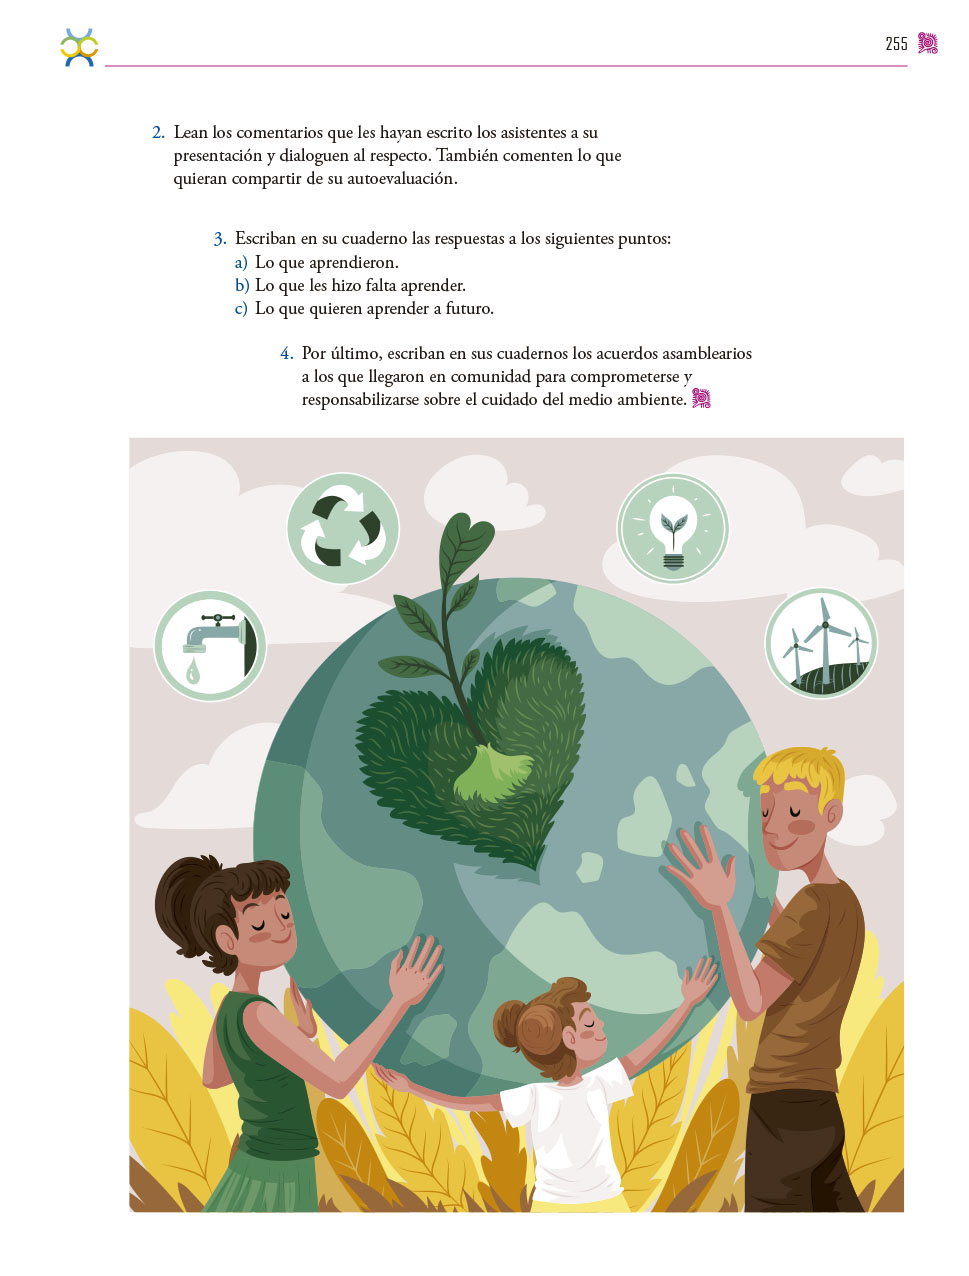 255
2. Lean los comentarios que les hayan escrito los asistentes a su
presentación y dialoguen al respecto. También comenten lo que
quieran compartir de su autoevaluación.
3. Escriban en su cuaderno las respuestas a los siguientes puntos:
a) Lo que aprendieron.
b) Lo que les hizo falta aprender.
c) Lo que quieren aprender a futuro.
4. Por último, escriban en sus cuadernos los acuerdos asamblearios
a los que llegaron en comunidad para comprometerse y
responsabilizarse sobre el cuidado del medio ambiente.